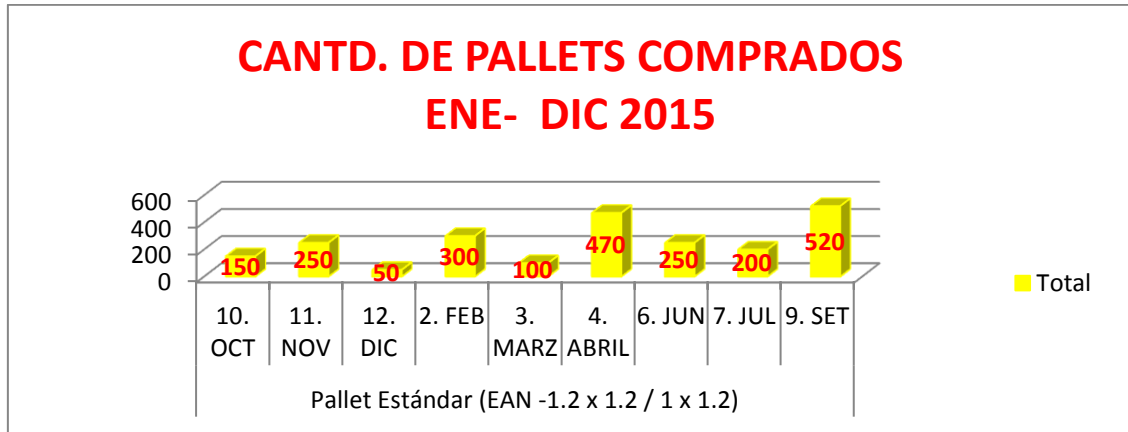 CANTD. DE PALLETS COMPRADOS
ENE- DIC 2015
600
400
200
0
150
250
50
300
100
470
250
200
520
Total
10. OCT
11. NOV
12. DIC
2. FEB
3. MARZ
4. ABRIL
6. JUN
7. JUL
9. SET
Pallet Estándar (EAN -1.2 x 1.2 / 1 x 1.2)